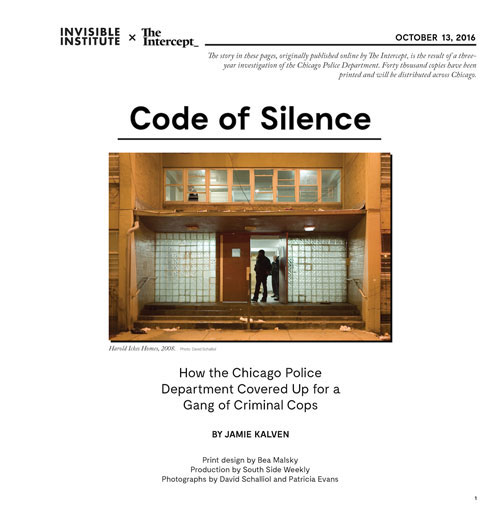 INVISIBLE
INSTITUTE × The
Intercept_
OCTOBER 13, 2016
The story in these pages, originally published online by The Intercept, is the result of a three-
year investigation of the Chicago Police Department. Forty thousand copies have been
printed and will be distributed across Chicago.
Code of Silence
Harold Ickes Homes, 2008. Photo: David Schalliol
How the Chicago Police
Department Covered Up for a
Gang of Criminal Cops
BY JAMIE KALVEN
Print design by Bea Malsky
Production by South Side Weekly
Photographs by David Schalliol and Patricia Evans
1